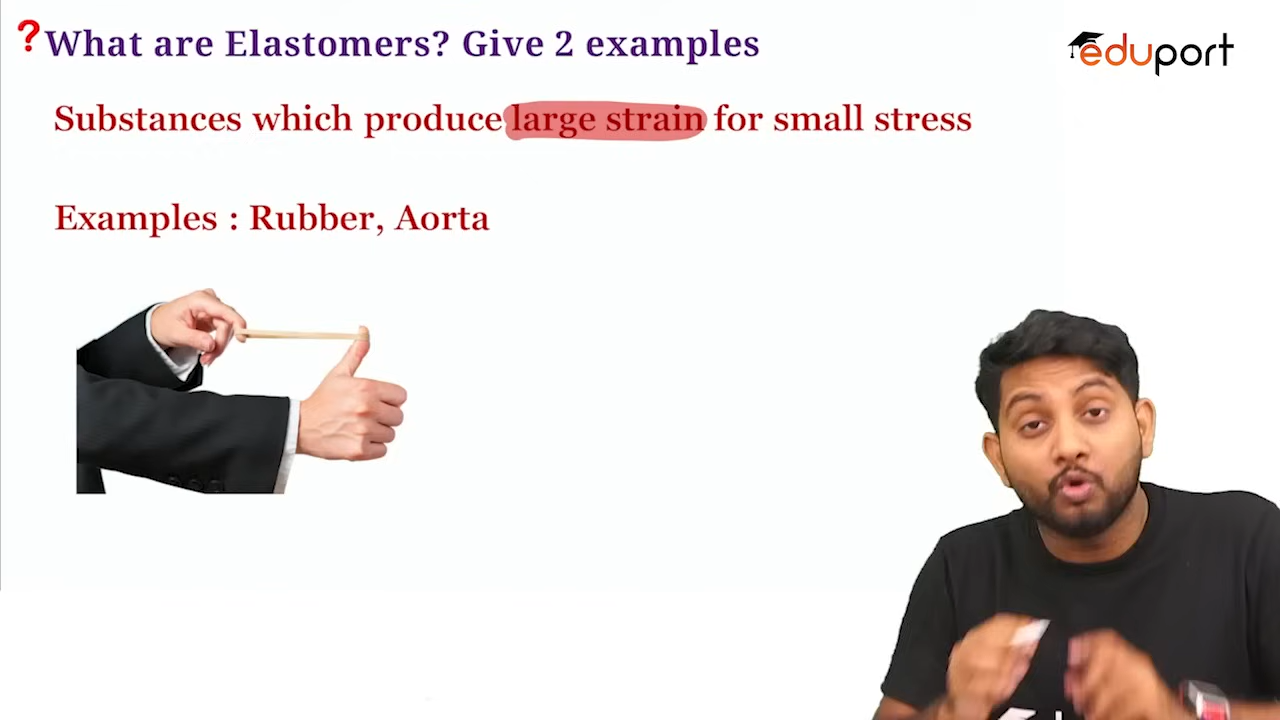 ❓What are Elastomers? Give 2 examples
eduport
Substances which produce large strain for small stress
Examples : Rubber, Aorta